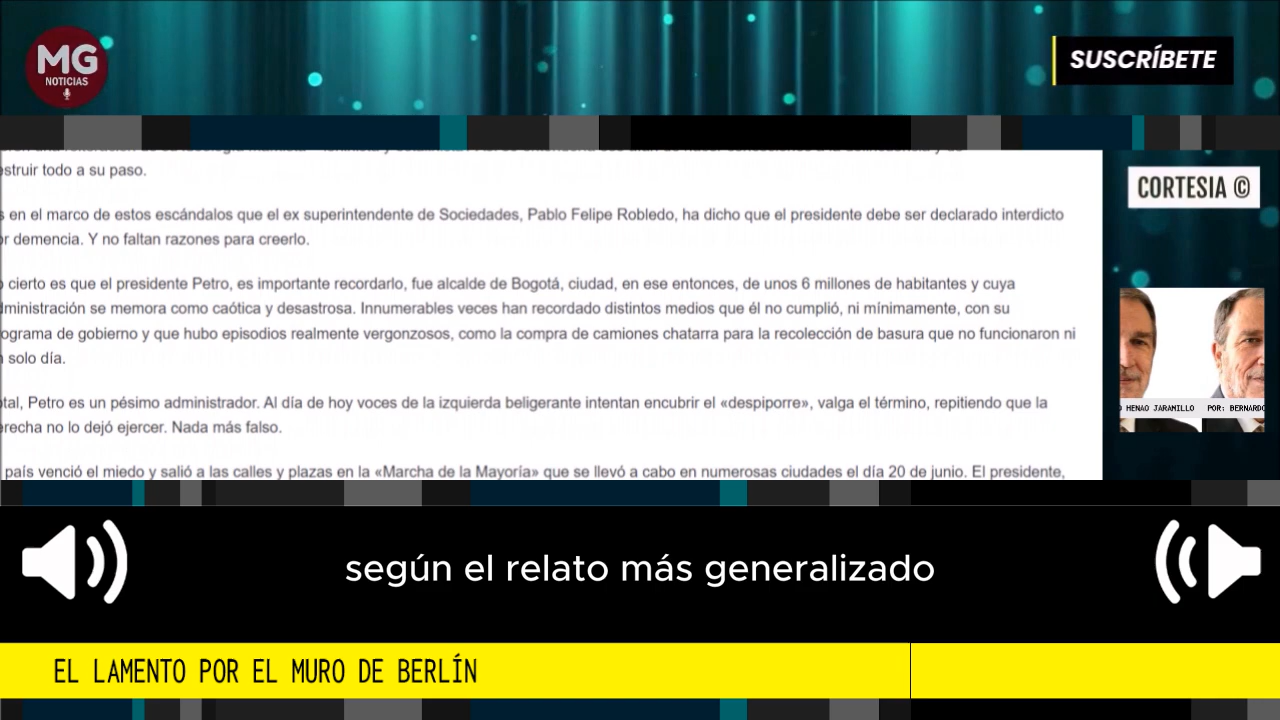 MG
NOTICIAS
SUSCRÍBETE
estruir todo a su paso.
s en el marco de estos escándalos que el ex superintendente de Sociedades, Pablo Felipe Robledo, ha dicho que el presidente debe ser declarado interdicto
or demencia. Y no faltan razones para creerlo.
o cierto es que el presidente Petro, es importante recordarlo, fue alcalde de Bogotá, ciudad, en ese entonces, de unos 6 millones de habitantes y cuya
dministración se memora como caótica y desastrosa. Innumerables veces han recordado distintos medios que él no cumplió, ni mínimamente, con su
ograma de gobierno y que hubo episodios realmente vergonzosos, como la compra de camiones chatarra para la recolección de basura que no funcionaron ni
n solo día.
otal, Petro es un pésimo administrador. Al día de hoy voces de la izquierda beligerante intentan encubrir el «despiporre», valga el término, repitiendo que la
erecha no lo dejó ejercer. Nada más falso.
país venció el miedo y salió a las calles y plazas en la «Marcha de la Mayoría» que se llevó a cabo en numerosas ciudades el día 20 de junio. El presidente,
CORTESIA ©
O HENAO JARAMILLO POR: BERNARDO
según el relato más generalizado
EL LAMENTO POR EL MURO DE BERLÍN